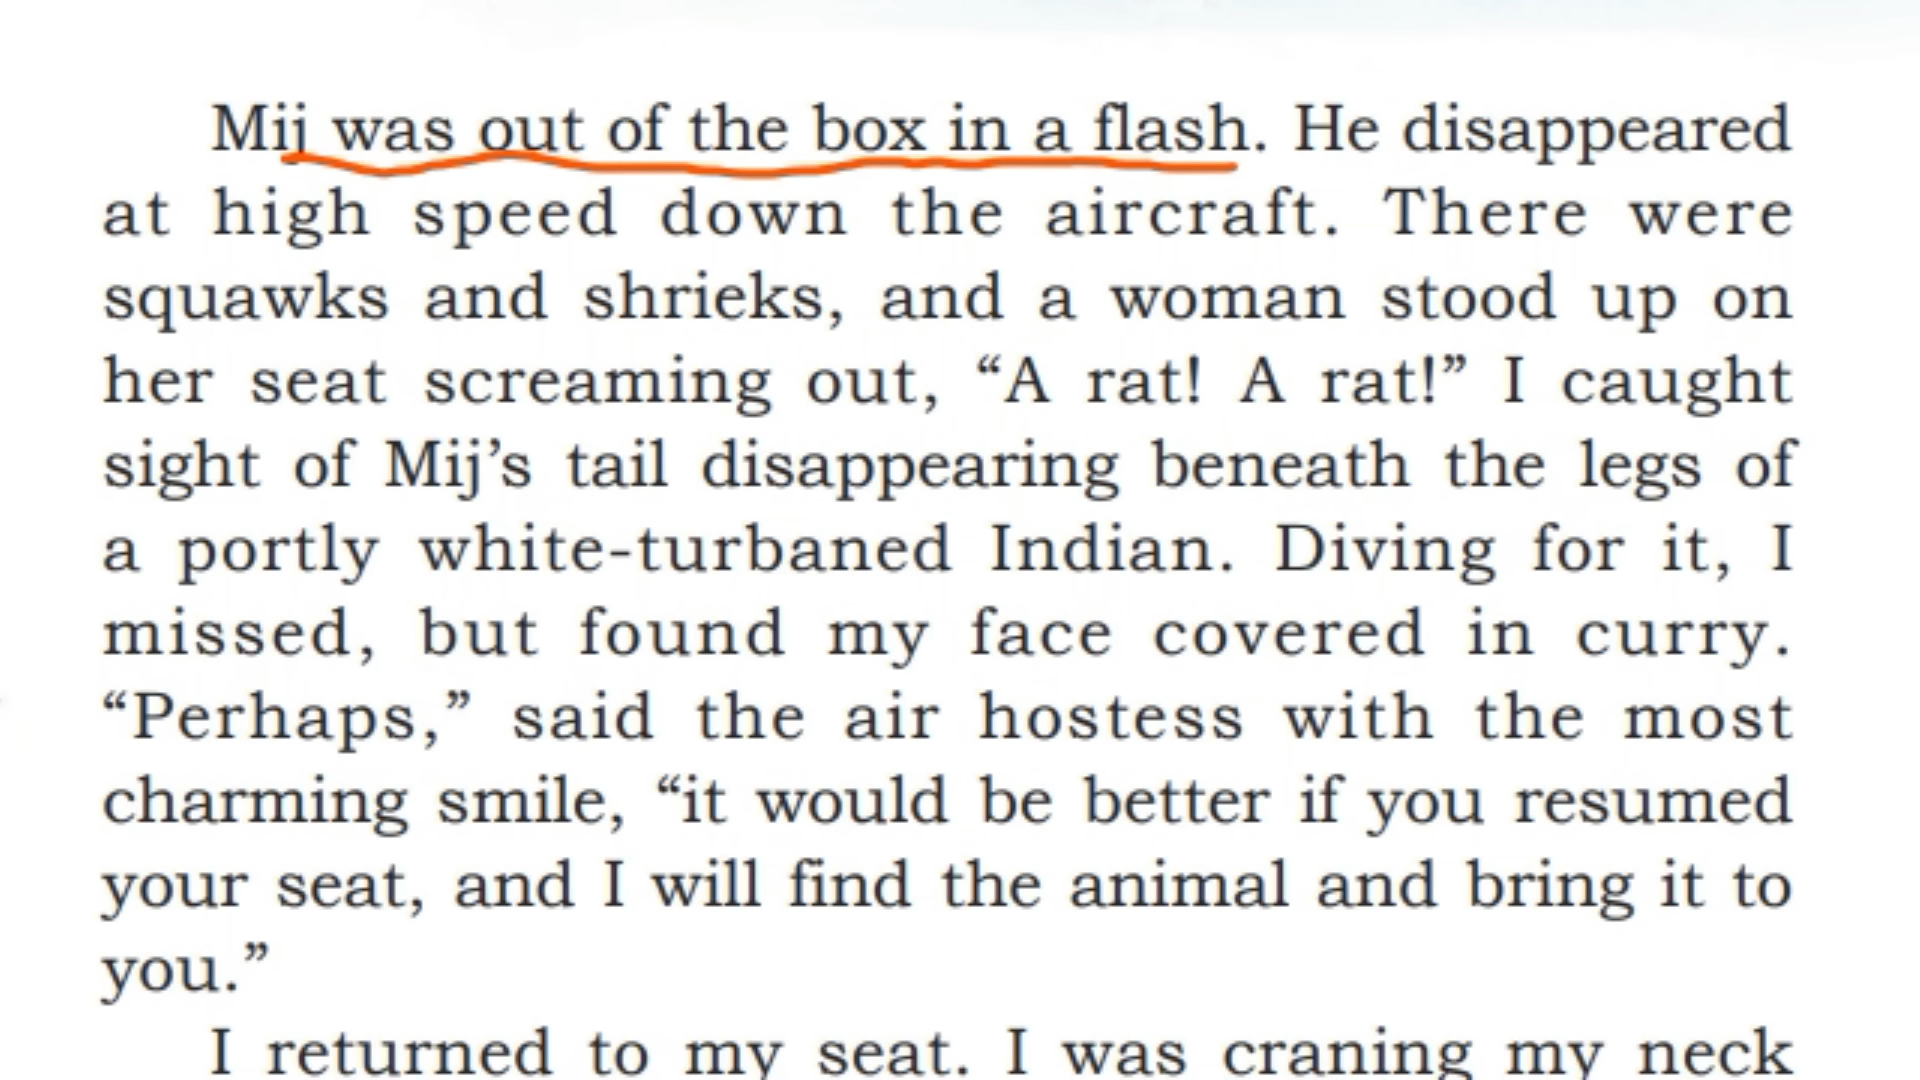 Mij was out of the box in a flash. He disappeared
at high speed down the aircraft. There were
squawks and shrieks, and a woman stood up on
her seat screaming out, “A rat! A rat!” I caught
sight of Mij’s tail disappearing beneath the legs of
a portly white-turbaned Indian. Diving for it, I
missed, but found my face covered in curry.
“Perhaps,” said the air hostess with the most
charming smile, “it would be better if you resumed
your seat, and I will find the animal and bring it to
you.”
I returned to my seat. I was craning my neck